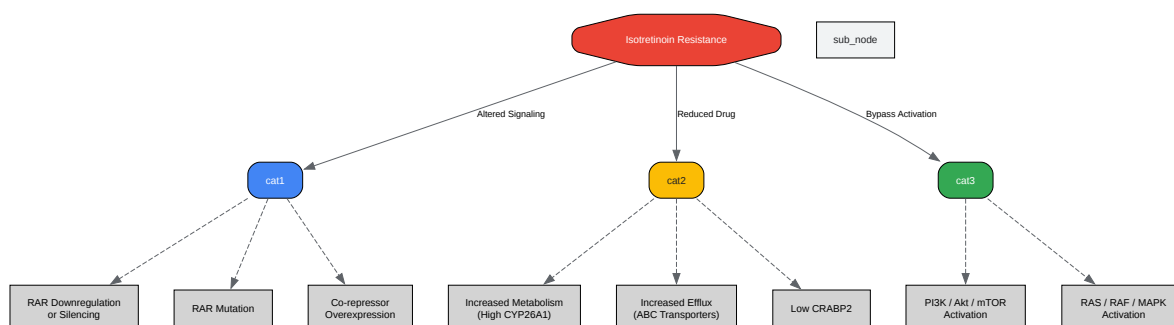 Isotretinoin Resistance
sub_node
Altered Signaling
Reduced Drug
Bypass Activation
cat1
cat2
cat3
RAR Downregulation
or Silencing
RAR Mutation
Co-repressor
Overexpression
Increased Metabolism
(High CYP26A1)
Increased Efflux
(ABC Transporters)
Low CRABP2
PI3K / Akt / mTOR
Activation
RAS / RAF / MAPK
Activation